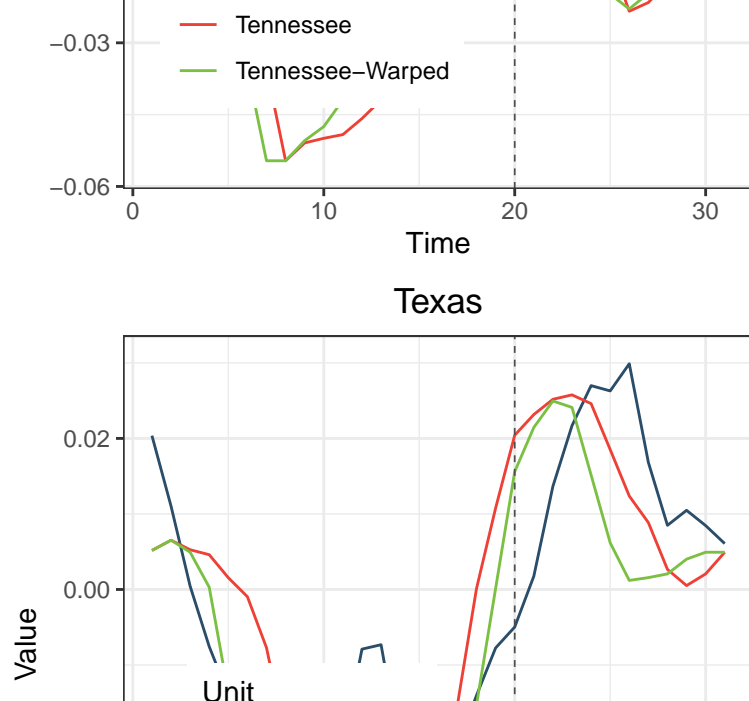 −0.03
Tennessee
Tennessee−Warped
−0.06
0 10 20 30
Time
Texas
0.02
0.00
Value
Unit